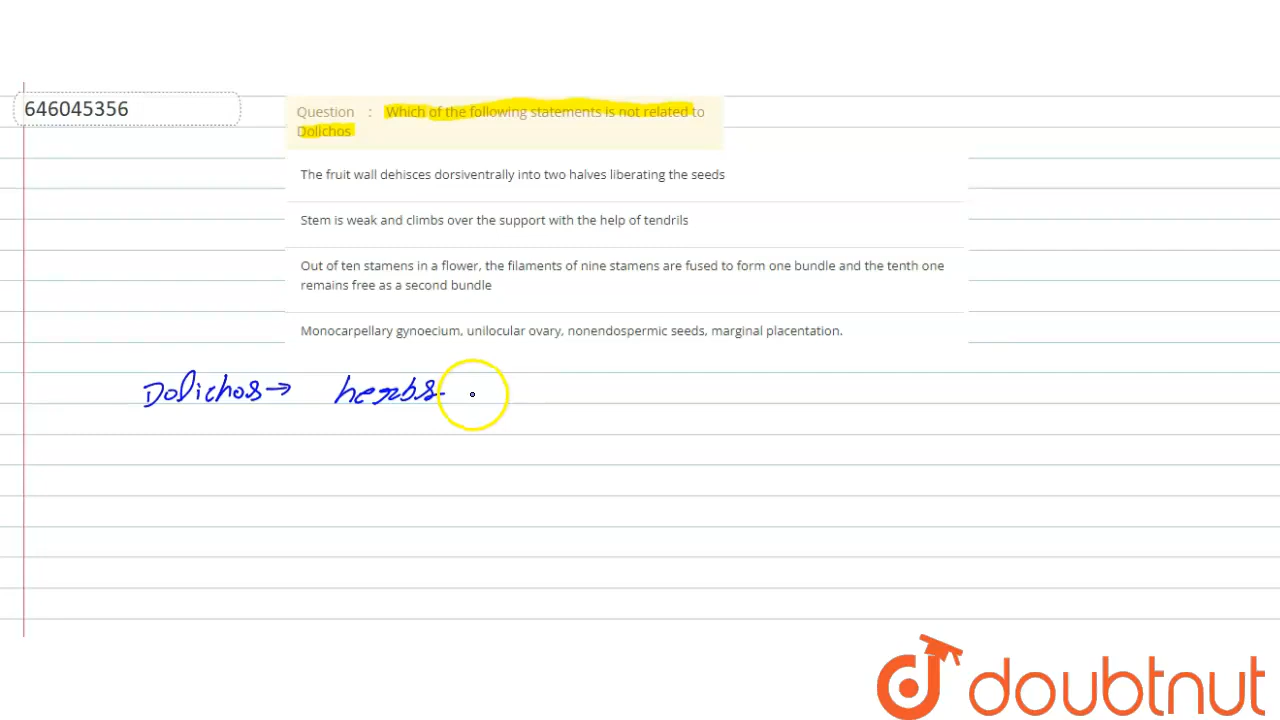 646045356
Question : Which of the following statements is not related to
Dolichos
The fruit wall dehisces dorsiventrally into two halves liberating the seeds
Stem is weak and climbs over the support with the help of tendrils
Out of ten stamens in a flower, the filaments of nine stamens are fused to form one bundle and the tenth one
remains free as a second bundle
Monocarpellary gynoecium, unilocular ovary, nonendospermic seeds, marginal placentation.
Dolichos → herbs.
doubtnut